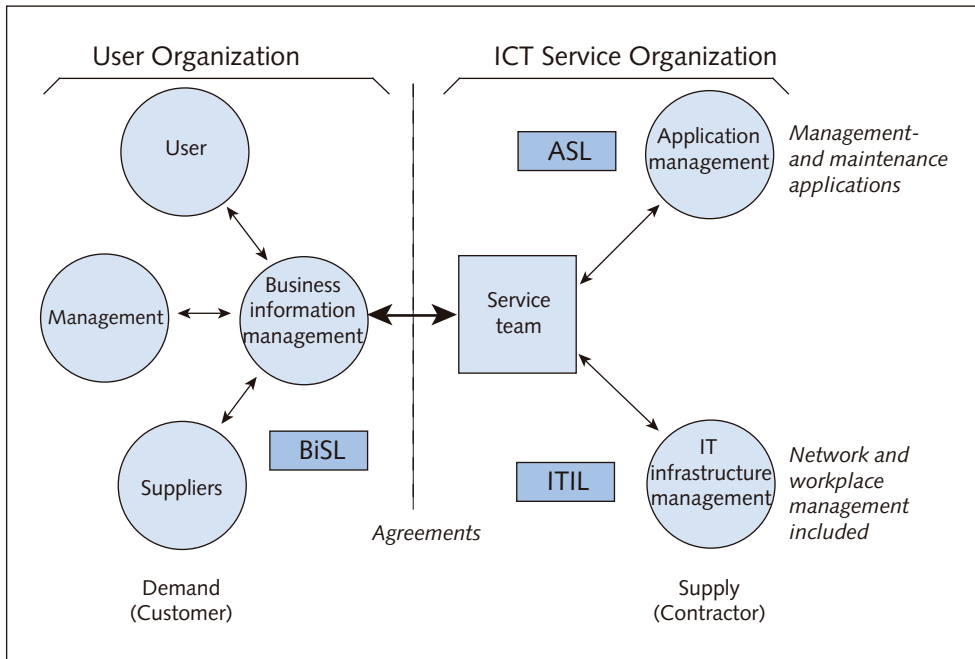 User Organization
ICT Service Organization
User
ASL
Application
management
Management-
and maintenance
applications
Management
Business
information
management
Service
team
BiSL
Suppliers
ITIL
IT
infrastructure
management
Network and
workplace
management
included
Agreements
Demand
(Customer)
Supply
(Contractor)